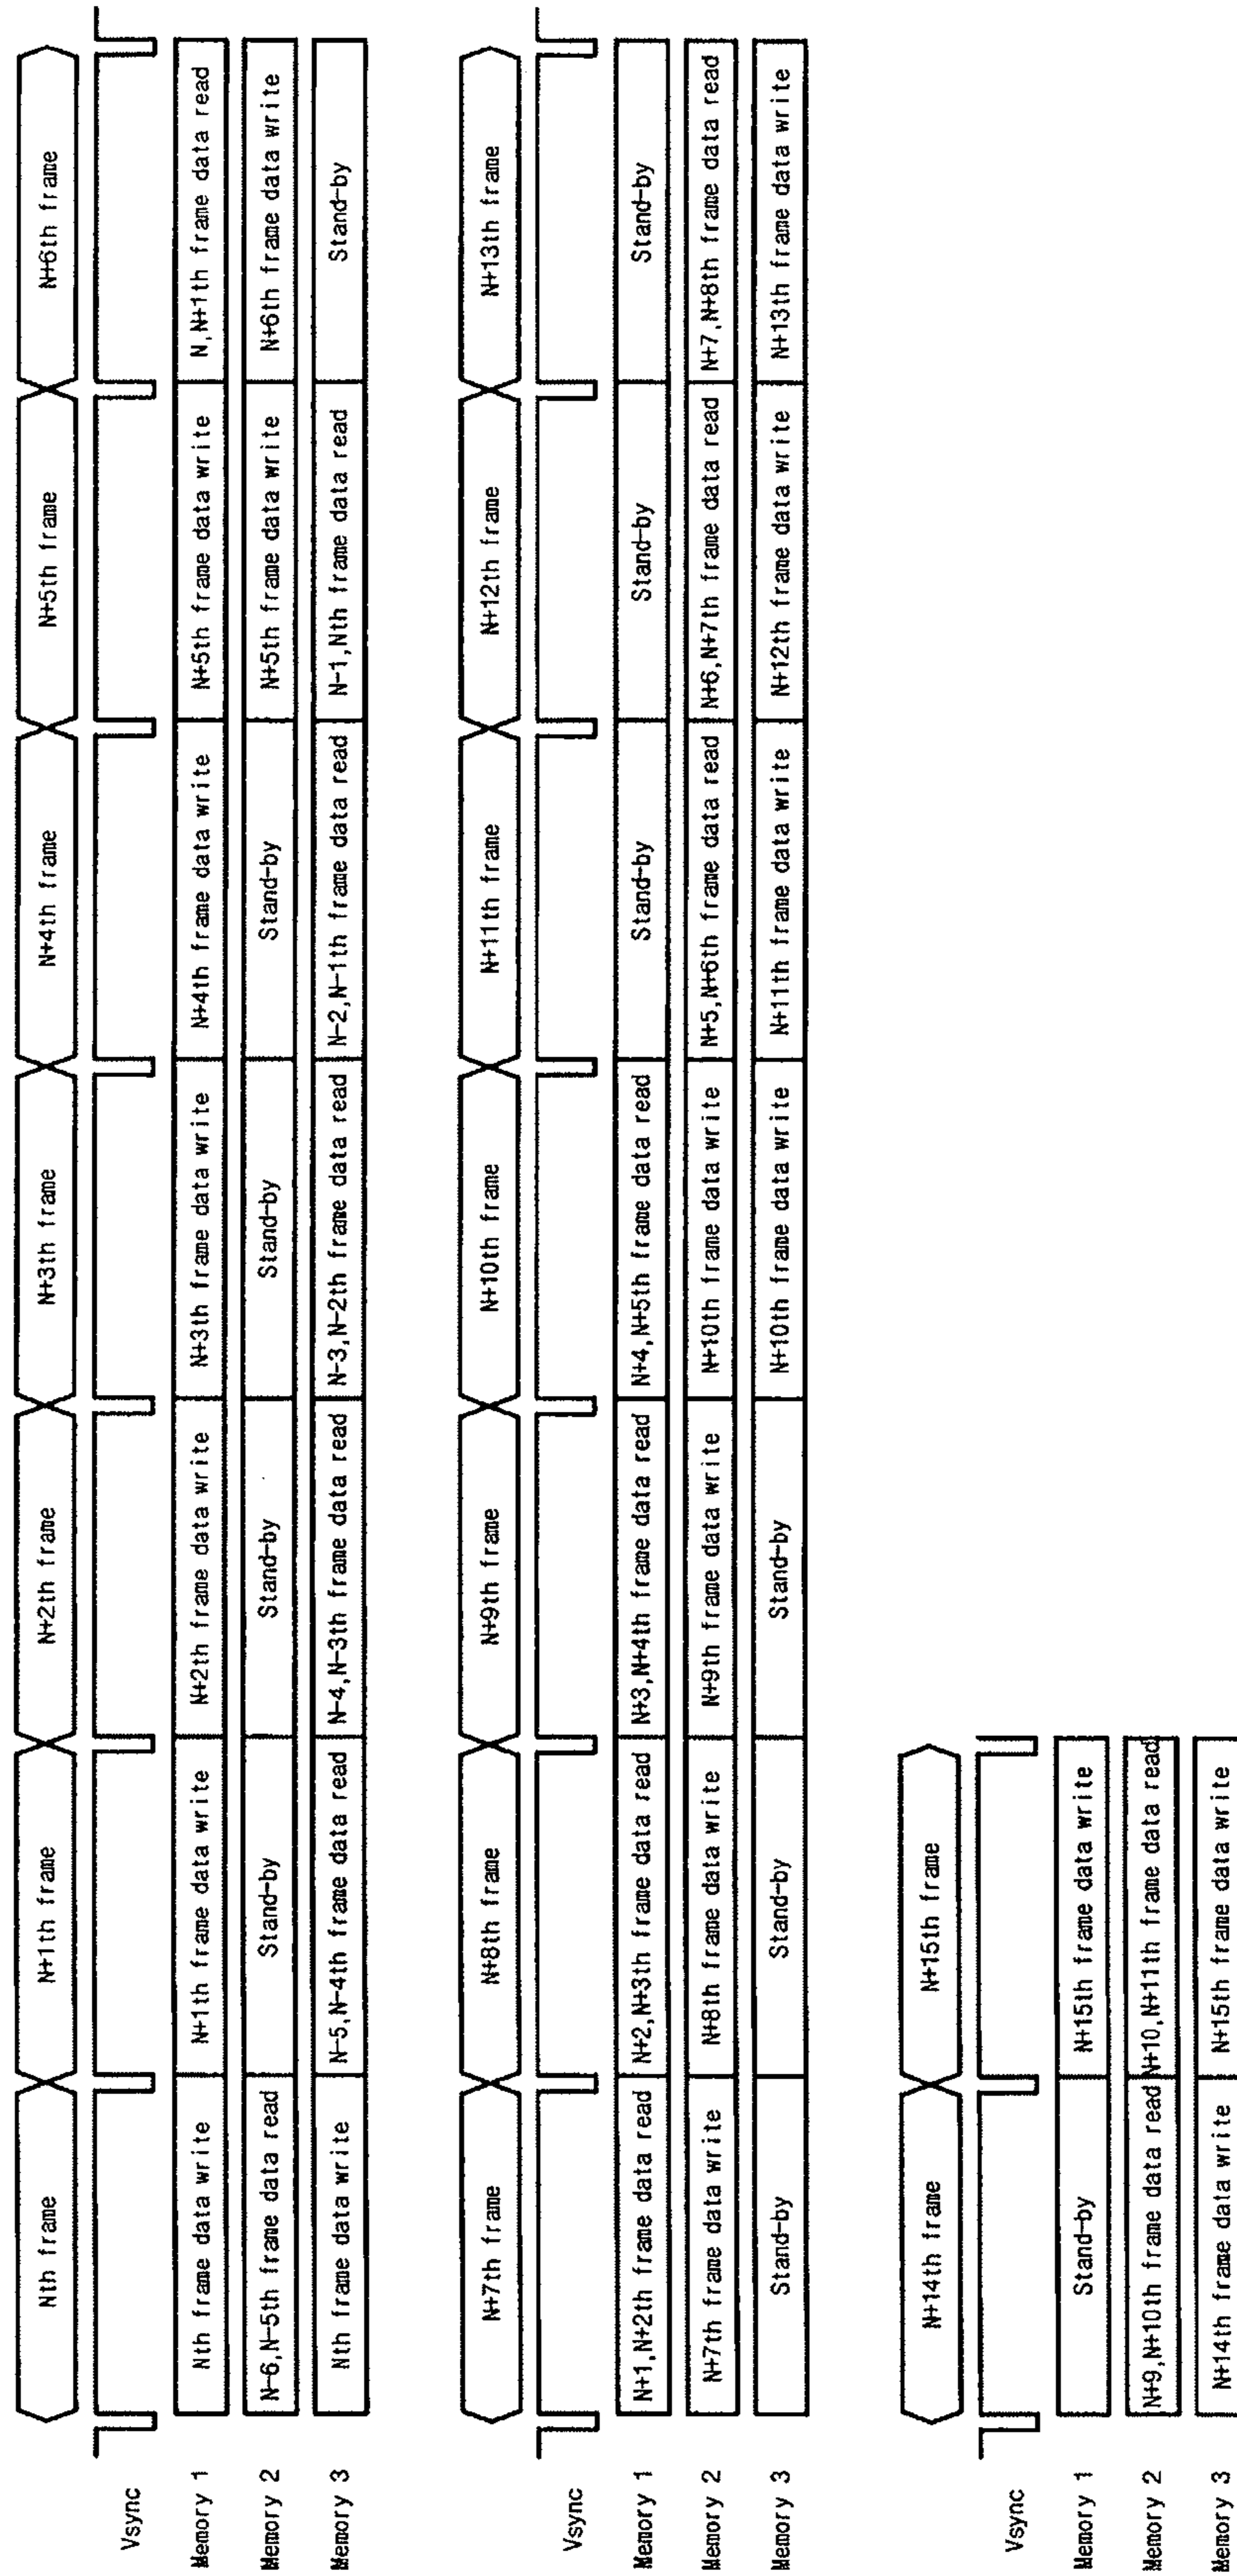 Nth frame N+1th frame N+2th frame N+3th frame N+4th frame N+5th frame N+6th frame
Vsync
Memory 1 Nth frame data write N+1th frame data write N+2th frame data write N+3th frame data write N+4th frame data write N+5th frame data write N,N+1th frame data read
Memory 2 N-6,N-5th frame data read Stand-by Stand-by Stand-by Stand-by N+5th frame data write N+6th frame data write
Memory 3 Nth frame data write N-5,N-4th frame data read N-4,N-3th frame data read N-3,N-2th frame data read N-2,N-1th frame data read N-1,Nth frame data read Stand-by
N+7th frame N+8th frame N+9th frame N+10th frame N+11th frame N+12th frame N+13th frame
Vsync
Memory 1 N+1,N+2th frame data read N+2,N+3th frame data read N+3,N+4th frame data read N+4,N+5th frame data read Stand-by Stand-by Stand-by
Memory 2 N+7th frame data write N+8th frame data write N+9th frame data write N+10th frame data write N+5,N+6th frame data read N+6,N+7th frame data read N+7,N+8th frame data read
Memory 3 Stand-by Stand-by Stand-by N+10th frame data write N+11th frame data write N+12th frame data write N+13th frame data write
N+14th frame N+15th frame
Vsync
Memory 1 Stand-by N+15th frame data write
Memory 2 N+9,N+10th frame data read N+10,N+11th frame data read
Memory 3 N+14th frame data write N+15th frame data write